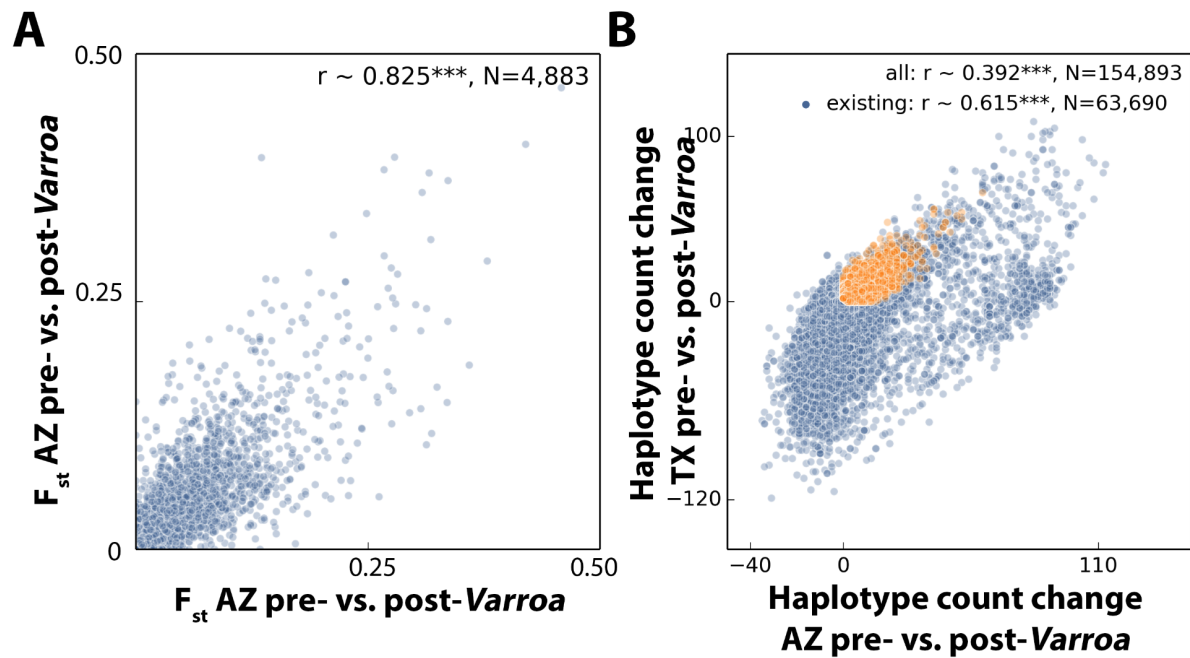 A
0.50
r ~ 0.825***, N=4,883
F_st AZ pre- vs. post-Varroa
0.25
0
0.25
0.50
F_st AZ pre- vs. post-Varroa
B
all: r ~ 0.392***, N=154,893
existing: r ~ 0.615***, N=63,690
Haplotype count change
TX pre- vs. post-Varroa
100
0
−120
−40
0
110
Haplotype count change
AZ pre- vs. post-Varroa